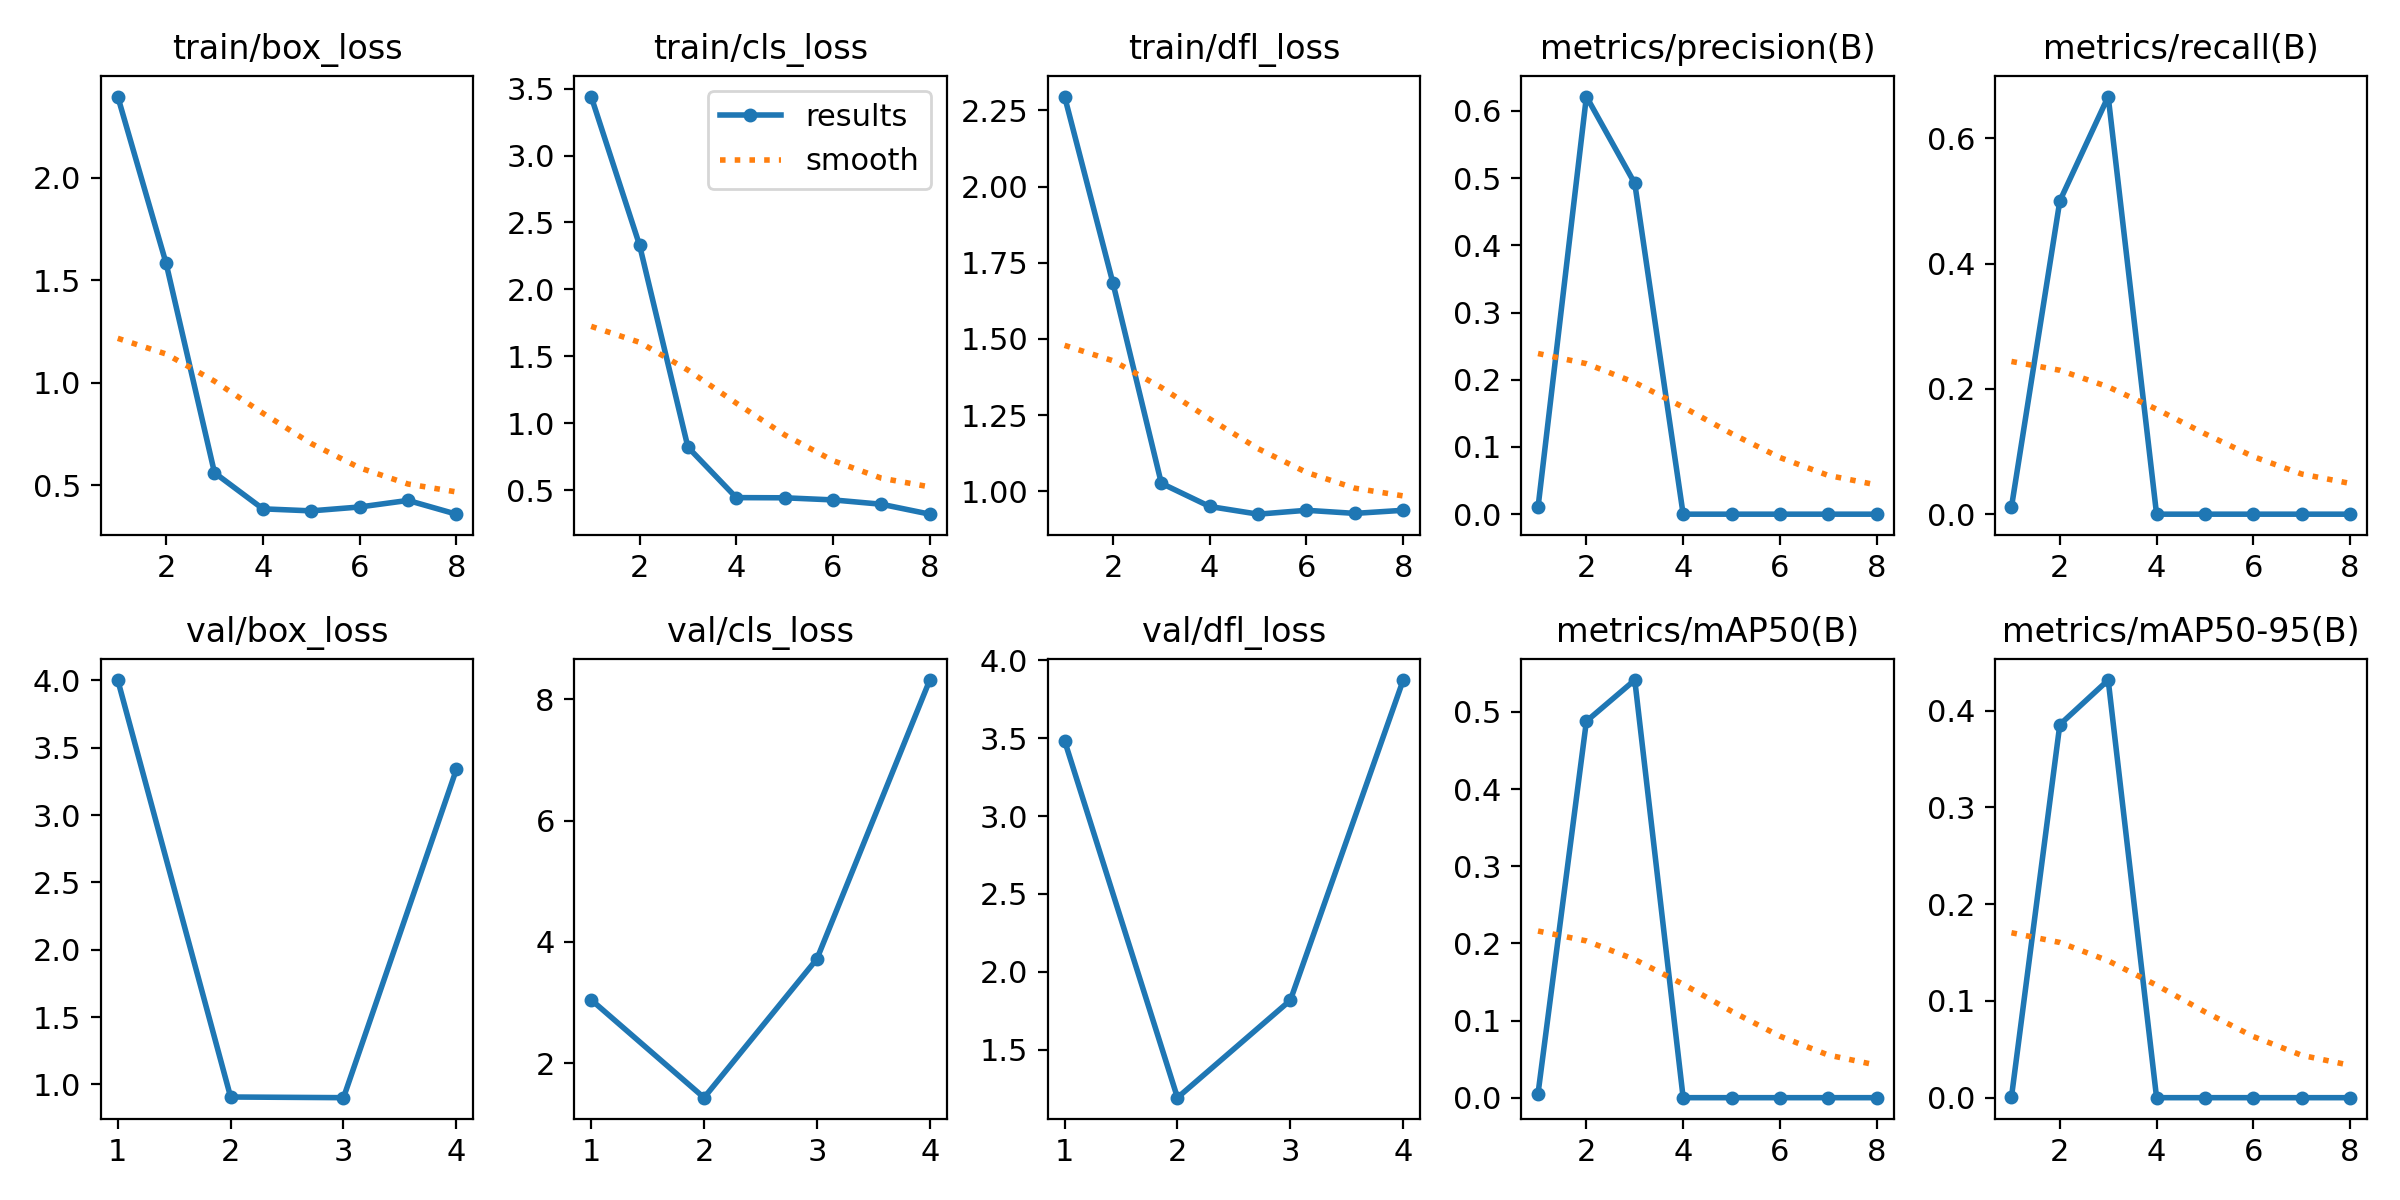 train/box_loss
2.0
1.5
1.0
0.5
2 4 6 8
train/cls_loss
3.5
3.0
2.5
2.0
1.5
1.0
0.5
2 4 6 8
results
smooth
train/dfl_loss
2.25
2.00
1.75
1.50
1.25
1.00
2 4 6 8
metrics/precision(B)
0.6
0.5
0.4
0.3
0.2
0.1
0.0
2 4 6 8
metrics/recall(B)
0.6
0.4
0.2
0.0
2 4 6 8
val/box_loss
4.0
3.5
3.0
2.5
2.0
1.5
1.0
1 2 3 4
val/cls_loss
8
6
4
2
1 2 3 4
val/dfl_loss
4.0
3.5
3.0
2.5
2.0
1.5
1 2 3 4
metrics/mAP50(B)
0.5
0.4
0.3
0.2
0.1
0.0
2 4 6 8
metrics/mAP50-95(B)
0.4
0.3
0.2
0.1
0.0
2 4 6 8